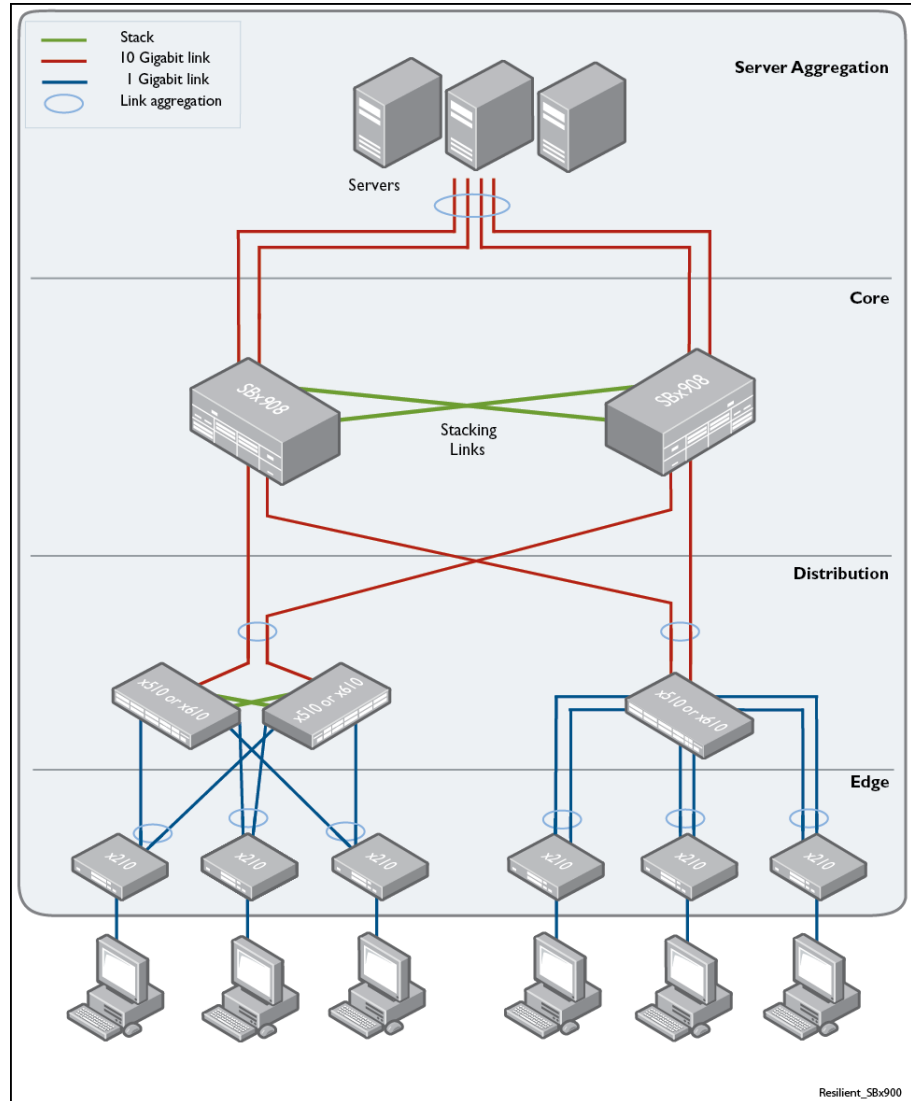 Stack
10 Gigabit link
1 Gigabit link
Link aggregation
Server Aggregation
Servers
Core
SBx908
SBx908
Stacking
Links
Distribution
x510 or x610
x510 or x610
x510 or x610
Edge
x210
x210
x210
x210
x210
x210
Resilient_SBx900